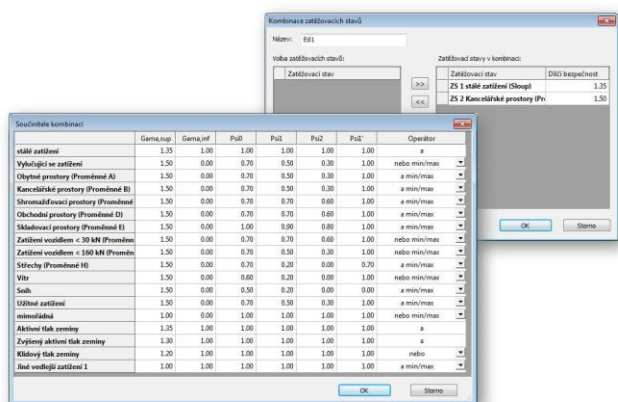 Kombinace zatěžovacích stavů
Název: Ed1
Volba zatěžovacích stavů:
Zatěžovací stav
>>
<<
Zatěžovací stavy v kombinaci:
Zatěžovací stav Dílčí bezpečnost
ZS 1 stálé zatížení (Sloup) 1.35
ZS 2 Kancelářské prostory (Pr 1.50
OK Storno
Součinitele kombinací
Gama,sup Gama,inf Psi0 Psi1 Psi2 Psi1' Operátor
stálé zatížení 1.35 1.00 1.00 1.00 1.00 1.00 a
Vylučující se zatížení 1.50 0.00 0.70 0.50 0.30 1.00 nebo min/max
Obytné prostory (Proměnné A) 1.50 0.00 0.70 0.50 0.30 1.00 a min/max
Kancelářské prostory (Proměnné B) 1.50 0.00 0.70 0.50 0.30 1.00 a min/max
Shromažďovací prostory (Proměnné 1.50 0.00 0.70 0.70 0.60 1.00 a min/max
Obchodní prostory (Proměnné D) 1.50 0.00 0.70 0.70 0.60 1.00 a min/max
Skladovací prostory (Proměnné E) 1.50 0.00 1.00 0.90 0.80 1.00 a min/max
Zatížení vozidlem < 30 kN (Proměnn 1.50 0.00 0.70 0.70 0.60 1.00 nebo min/max
Zatížení vozidlem < 160 kN (Proměn 1.50 0.00 0.70 0.50 0.30 1.00 nebo min/max
Střechy (Proměnné H) 1.50 0.00 0.70 0.20 0.00 0.70 a min/max
Vítr 1.50 0.00 0.60 0.20 0.00 1.00 nebo min/max
Sníh 1.50 0.00 0.50 0.20 0.00 0.00 a min/max
Užitné zatížení 1.50 0.00 0.70 0.50 0.30 1.00 a min/max
mimořádná 1.00 0.00 1.00 1.00 1.00 1.00 nebo min/max
Aktivní tlak zeminy 1.35 1.00 1.00 1.00 1.00 1.00 a
Zvýšený aktivní tlak zeminy 1.30 1.00 1.00 1.00 1.00 1.00 a
Klidový tlak zeminy 1.20 1.00 1.00 1.00 1.00 1.00 nebo
Jiné vedlejší zatížení 1 1.00 1.00 1.00 1.00 1.00 1.00 a min/max
OK Storno